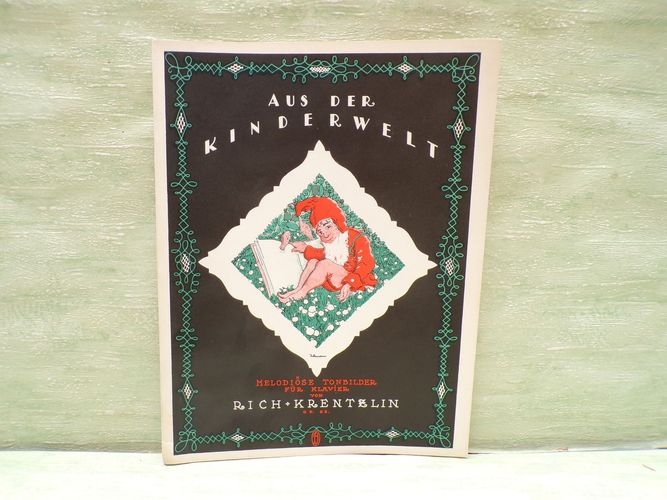 AUS DER
KINDERWELT
MELODIÖSE TONBILDER
FÜR KLAVIER
VON
RICH + KRENTZLIN